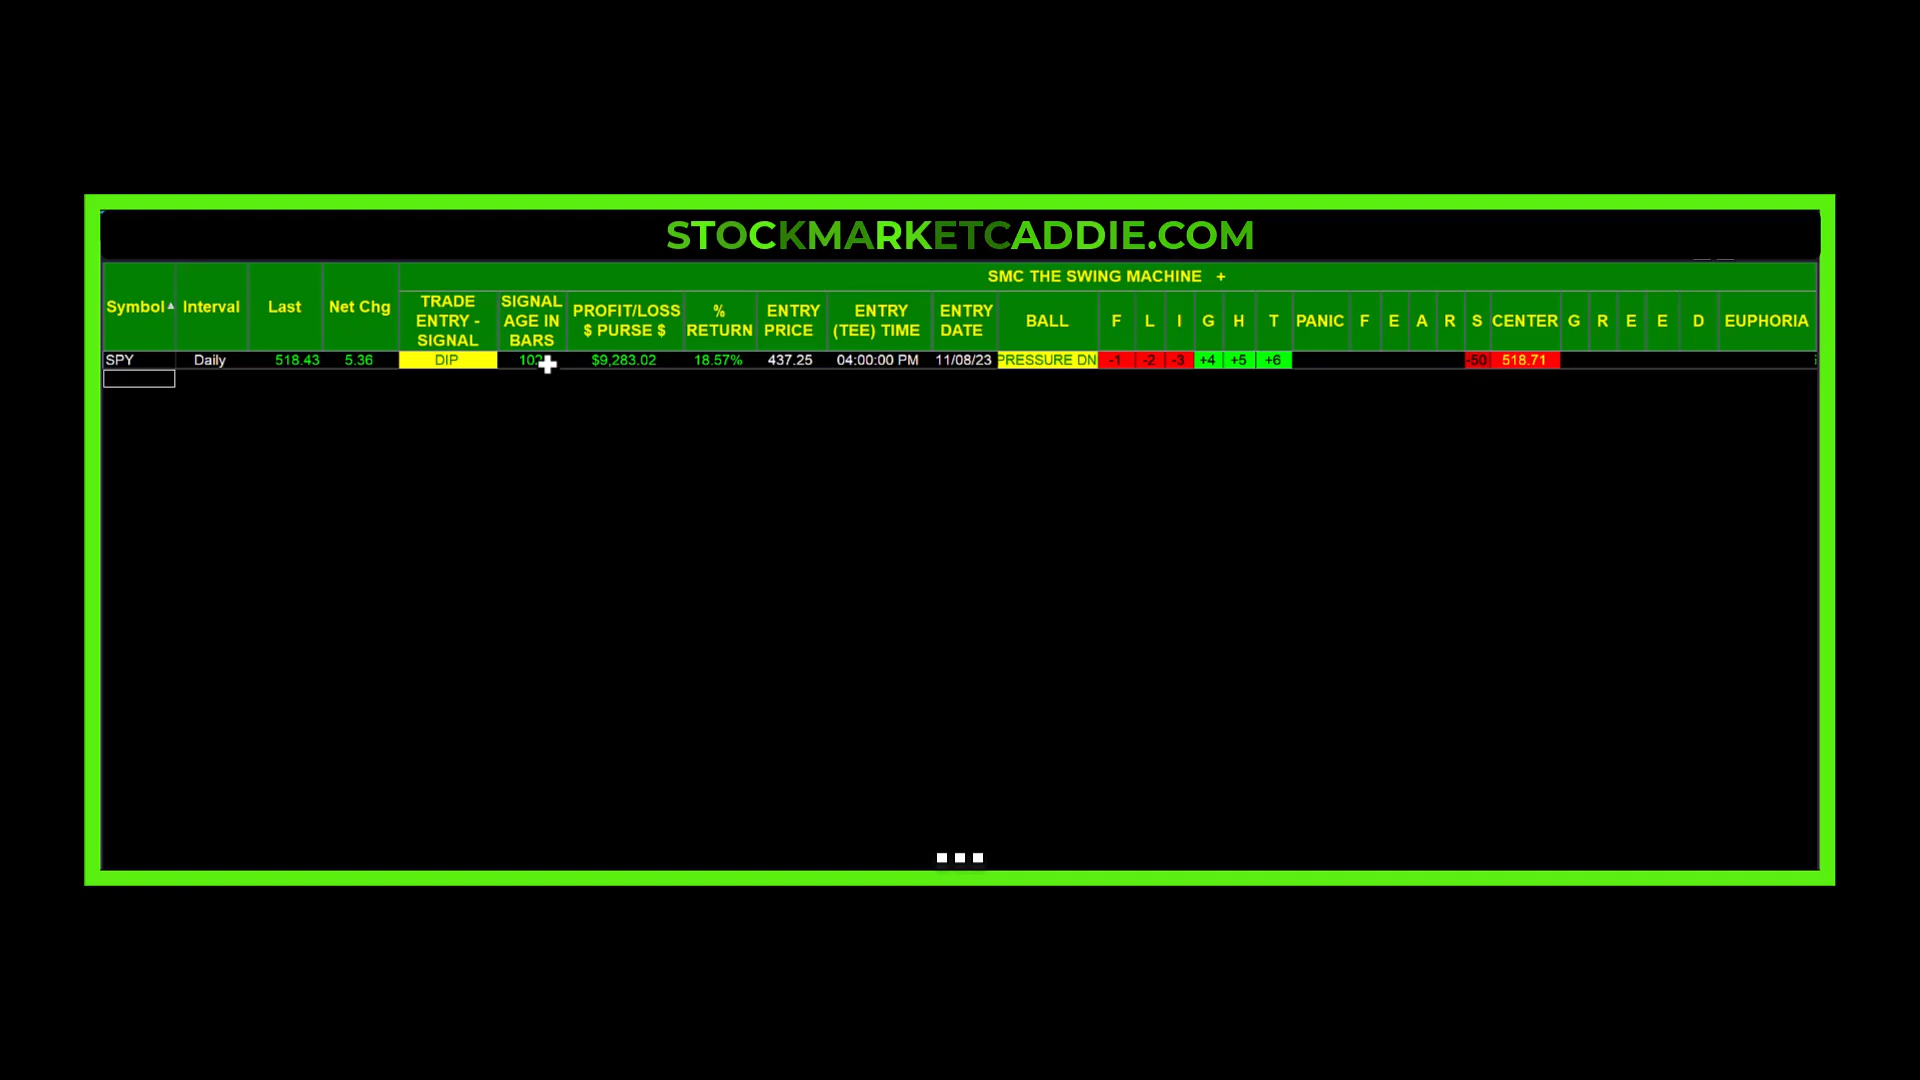 STOCKMARKETCADDIE.COM
SMC THE SWING MACHINE +
Symbol Interval Last Net Chg TRADE ENTRY - SIGNAL SIGNAL AGE IN BARS PROFIT/LOSS $ PURSE $ % RETURN ENTRY PRICE ENTRY (TEE) TIME ENTRY DATE BALL F L I G H T PANIC F E A R S CENTER G R E E D EUPHORIA
SPY Daily 518.43 5.36 DIP $9,283.02 18.57% 437.25 04:00:00 PM 11/08/23 PRESSURE DN -1 -2 -3 +4 +5 +6 -50 518.71